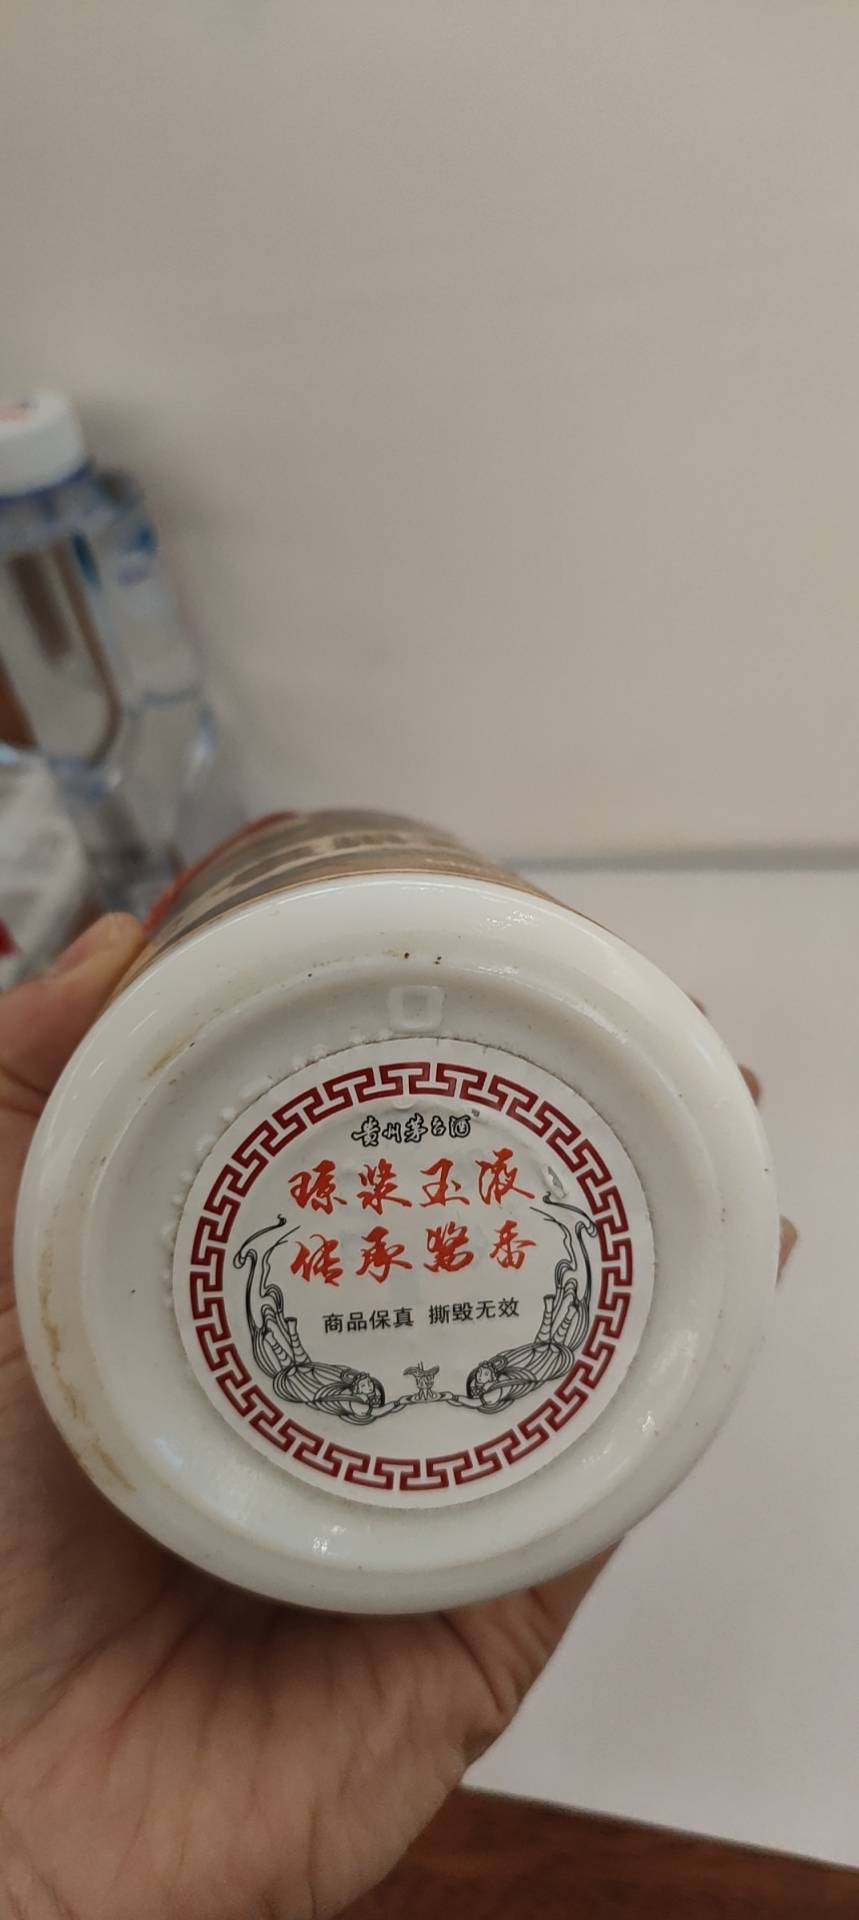 贵州茅台酒
琼浆玉液
传承酱香
商品保真 撕毁无效